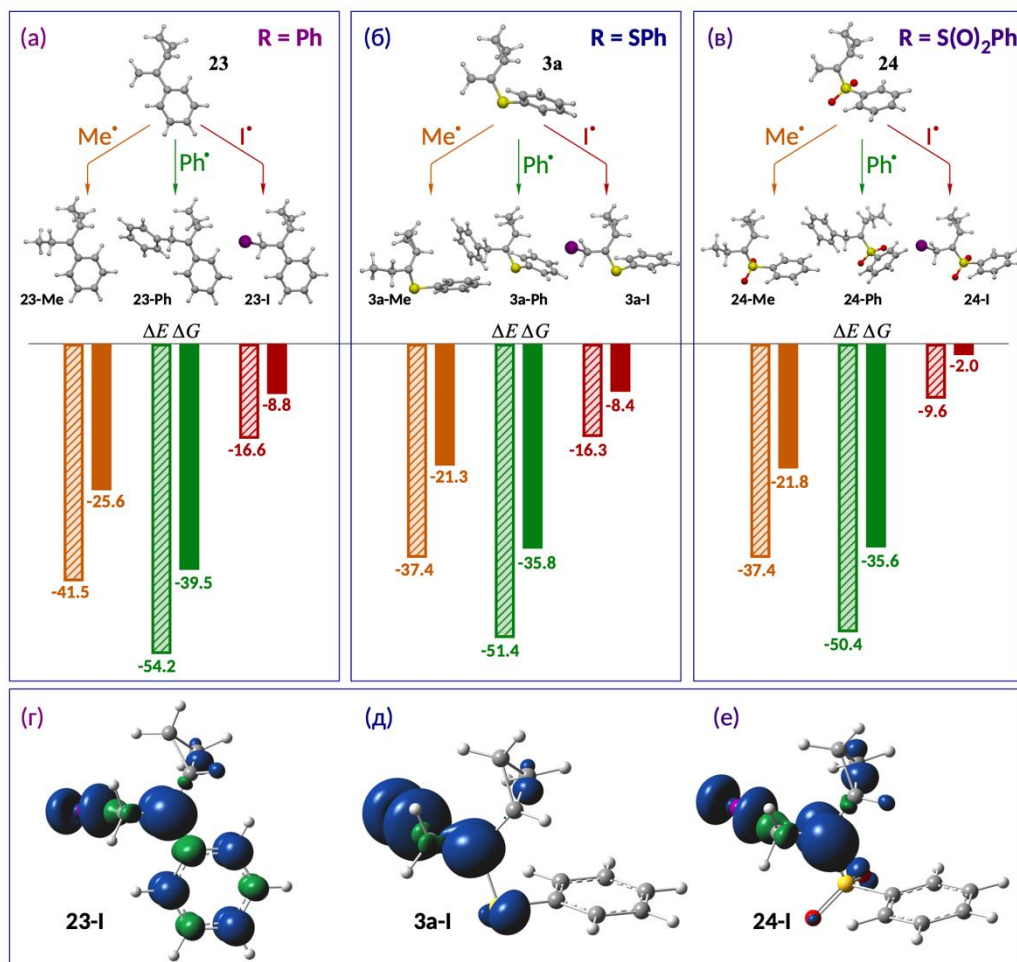 (а) R = Ph
23
Me• Ph• I•
23-Me 23-Ph 23-I
ΔE ΔG
-41.5 -25.6 -54.2 -39.5 -16.6 -8.8
(б) R = SPh
3a
Me• Ph• I•
3a-Me 3a-Ph 3a-I
ΔE ΔG
-37.4 -21.3 -51.4 -35.8 -16.3 -8.4
(в) R = S(O)₂Ph
24
Me• Ph• I•
24-Me 24-Ph 24-I
ΔE ΔG
-37.4 -21.8 -50.4 -35.6 -9.6 -2.0
(г)
23-I
(д)
3a-I
(е)
24-I